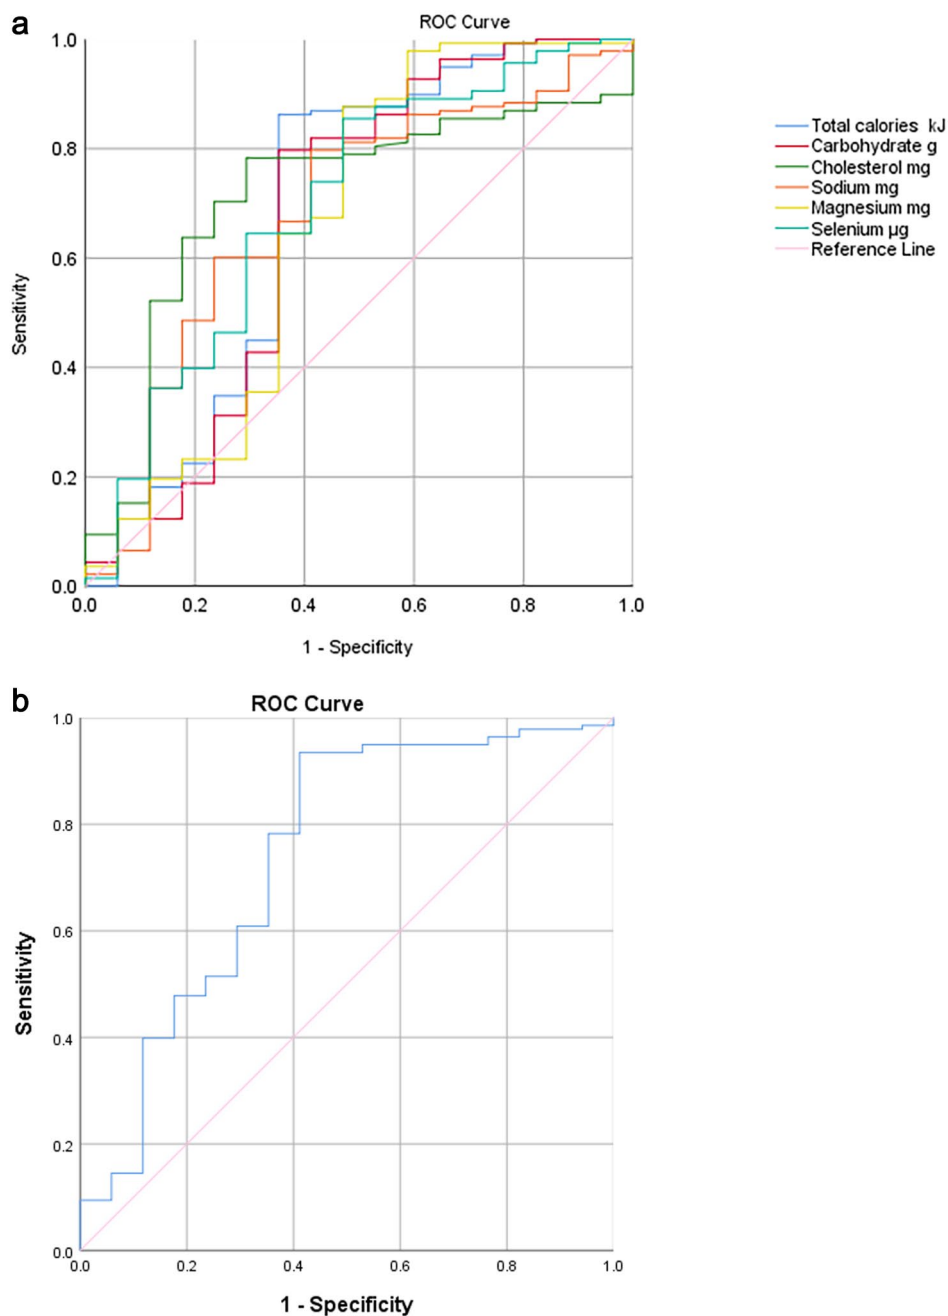 a
ROC Curve
1.0
0.8
0.6
0.4
0.2
0.0
Sensitivity
0.0 0.2 0.4 0.6 0.8 1.0
1 - Specificity
Total calories kJ
Carbohydrate g
Cholesterol mg
Sodium mg
Magnesium mg
Selenium µg
Reference Line
b
ROC Curve
1.0
0.8
0.6
0.4
0.2
0.0
Sensitivity
0.0 0.2 0.4 0.6 0.8 1.0
1 - Specificity